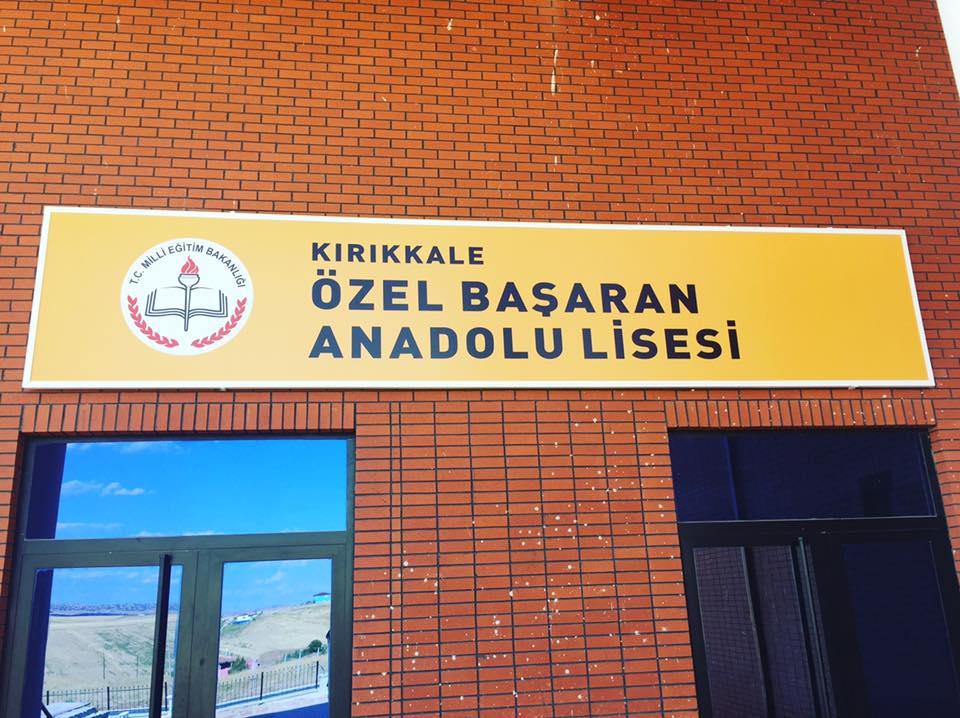 T.C. MİLLİ EĞİTİM BAKANLIĞI
KIRIKKALE
ÖZEL BAŞARAN
ANADOLU LİSESİ